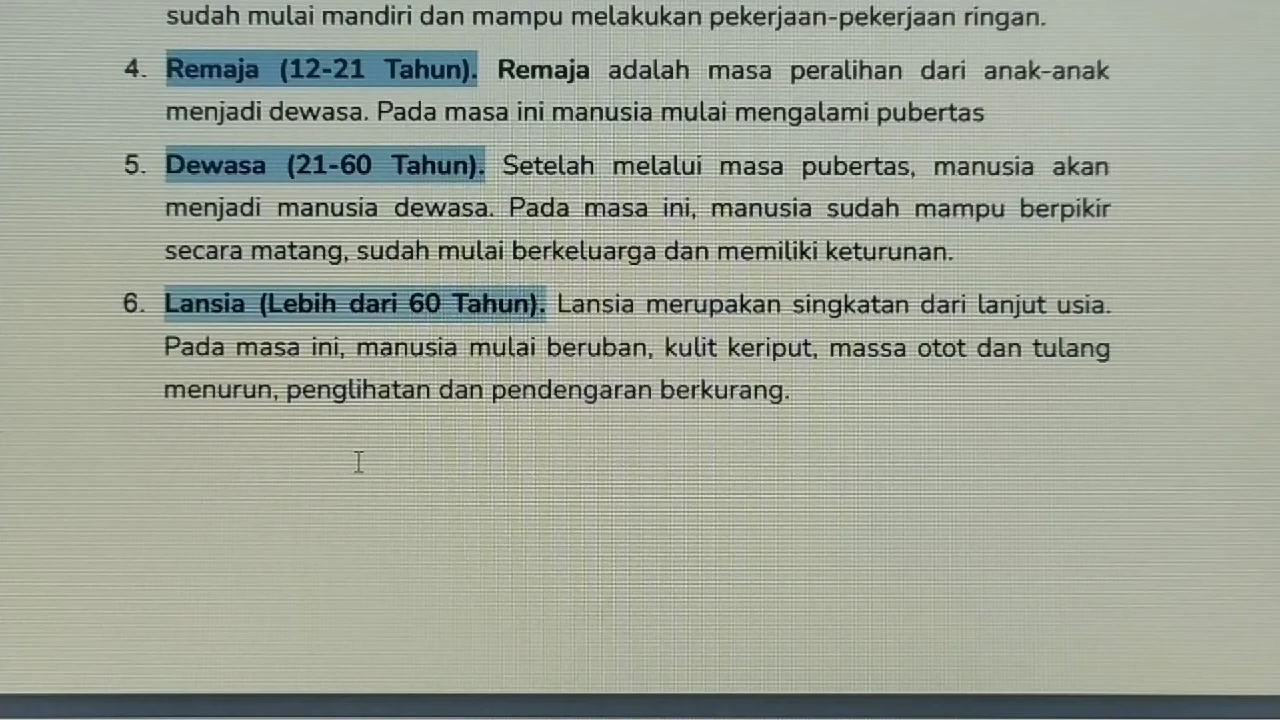 sudah mulai mandiri dan mampu melakukan pekerjaan-pekerjaan ringan.
4. Remaja (12-21 Tahun). Remaja adalah masa peralihan dari anak-anak
menjadi dewasa. Pada masa ini manusia mulai mengalami pubertas
5. Dewasa (21-60 Tahun). Setelah melalui masa pubertas, manusia akan
menjadi manusia dewasa. Pada masa ini, manusia sudah mampu berpikir
secara matang, sudah mulai berkeluarga dan memiliki keturunan.
6. Lansia (Lebih dari 60 Tahun). Lansia merupakan singkatan dari lanjut usia.
Pada masa ini, manusia mulai beruban, kulit keriput, massa otot dan tulang
menurun, penglihatan dan pendengaran berkurang.